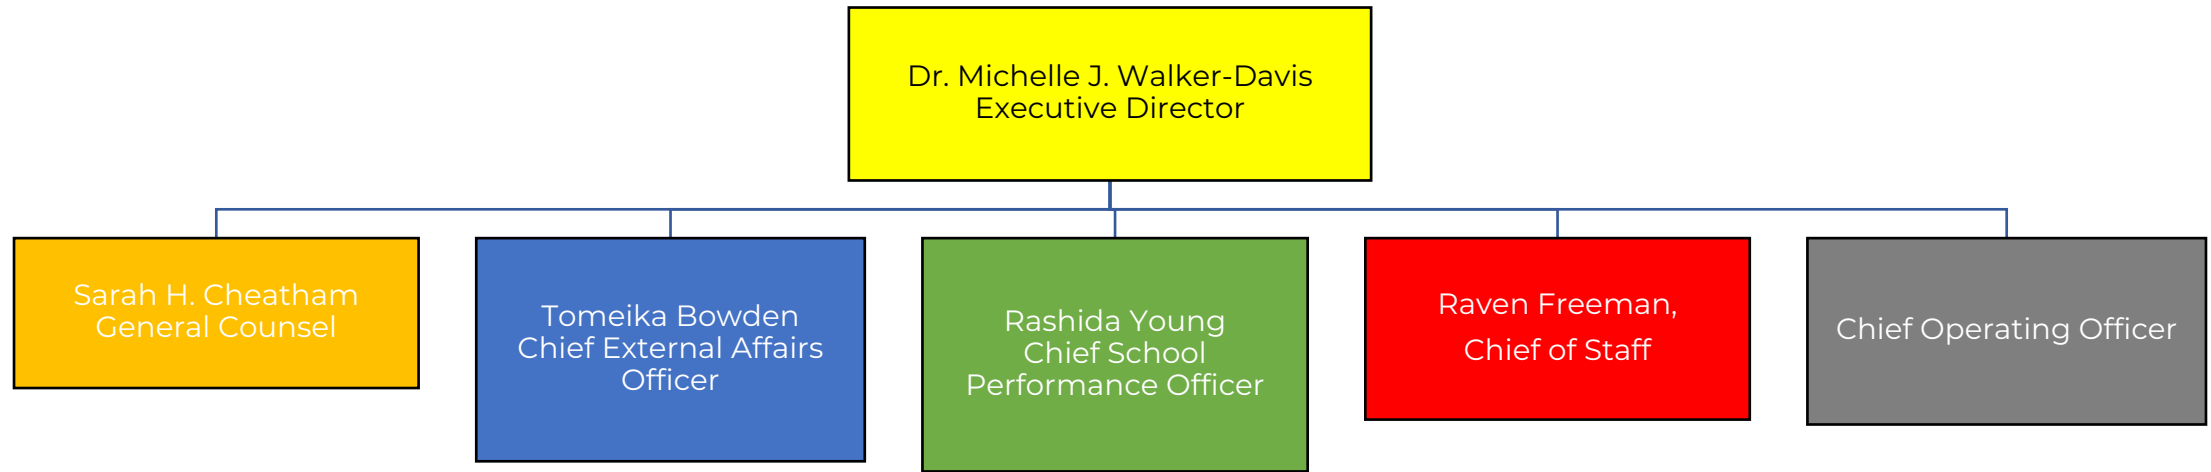 Dr. Michelle J. Walker-Davis
Executive Director
Sarah H. Cheatham
General Counsel
Tomeika Bowden
Chief External Affairs
Officer
Rashida Young
Chief School
Performance Officer
Raven Freeman,
Chief of Staff
Chief Operating Officer